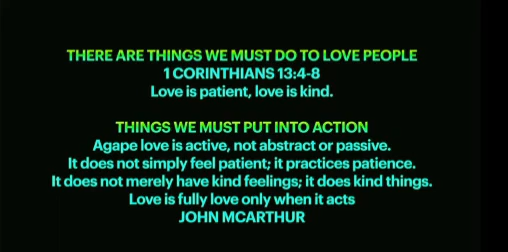 THERE ARE THINGS WE MUST DO TO LOVE PEOPLE
1 CORINTHIANS 13:4-8
Love is patient, love is kind.
THINGS WE MUST PUT INTO ACTION
Agape love is active, not abstract or passive.
It does not simply feel patient; it practices patience.
It does not merely have kind feelings; it does kind things.
Love is fully love only when it acts
JOHN MCARTHUR